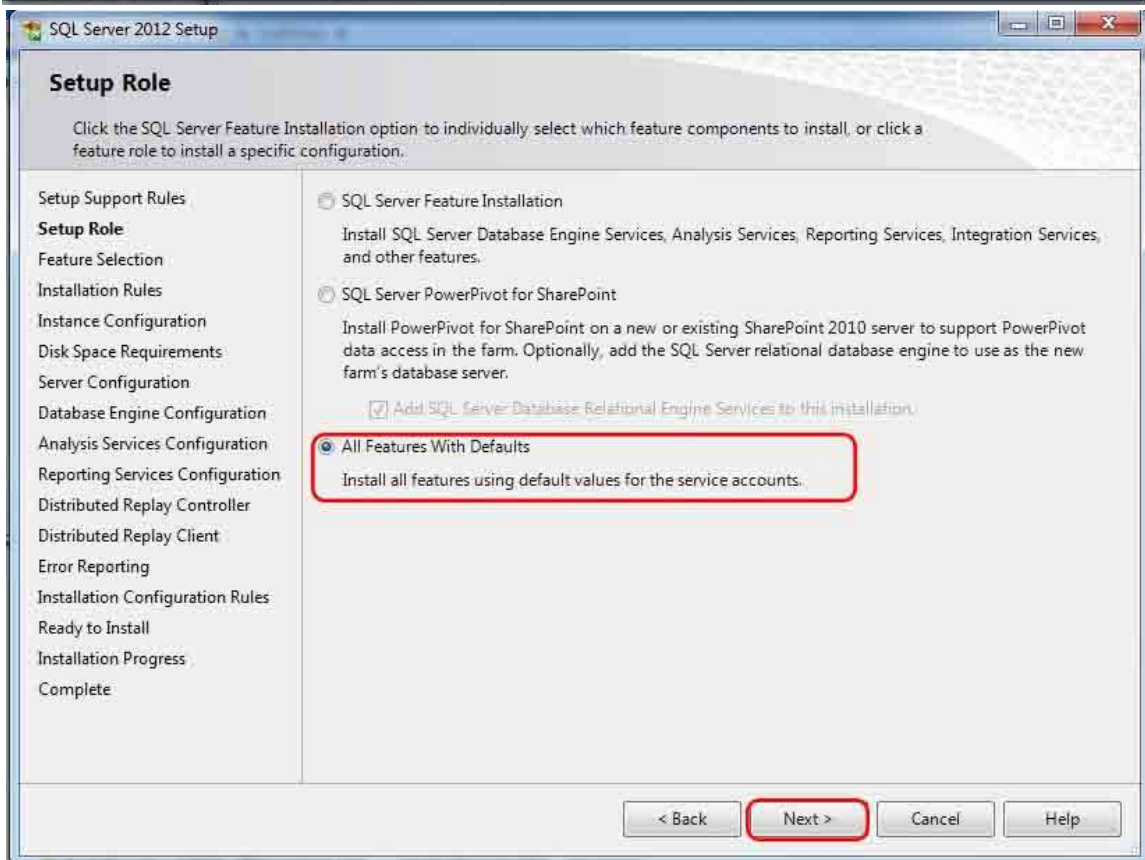 SQL Server 2012 Setup
Setup Role
Click the SQL Server Feature Installation option to individually select which feature components to install, or click a
feature role to install a specific configuration.
Setup Support Rules
Setup Role
Feature Selection
Installation Rules
Instance Configuration
Disk Space Requirements
Server Configuration
Database Engine Configuration
Analysis Services Configuration
Reporting Services Configuration
Distributed Replay Controller
Distributed Replay Client
Error Reporting
Installation Configuration Rules
Ready to Install
Installation Progress
Complete
SQL Server Feature Installation
Install SQL Server Database Engine Services, Analysis Services, Reporting Services, Integration Services,
and other features.
SQL Server PowerPivot for SharePoint
Install PowerPivot for SharePoint on a new or existing SharePoint 2010 server to support PowerPivot
data access in the farm. Optionally, add the SQL Server relational database engine to use as the new
farm's database server.
Add SQL Server Database Relational Engine Services to this installation.
All Features With Defaults
Install all features using default values for the service accounts.
< Back
Next >
Cancel
Help